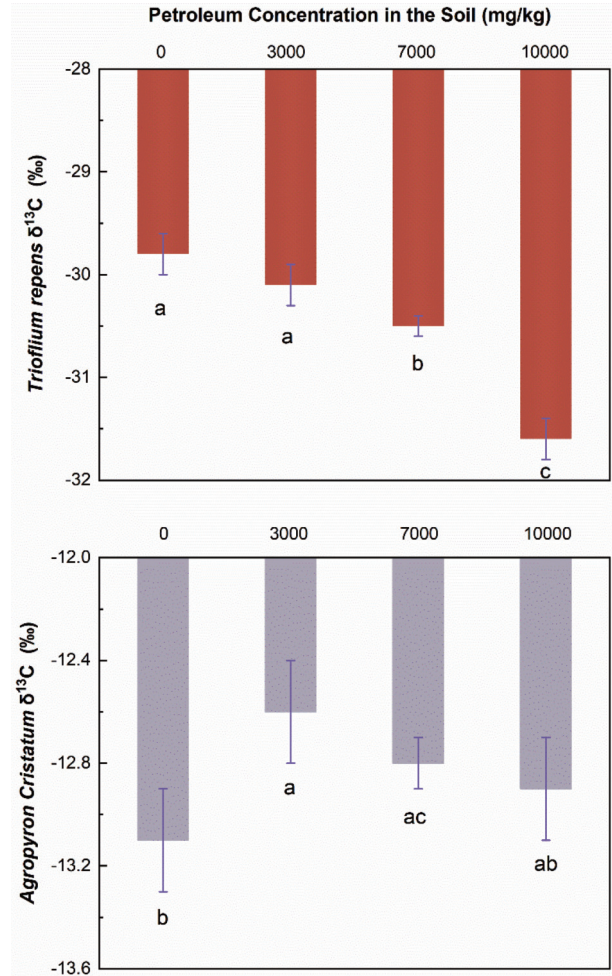 Petroleum Concentration in the Soil (mg/kg)
0 3000 7000 10000
-28
-29
-30
-31
-32
Trioflium repens δ¹³C (‰)
a a b c
0 3000 7000 10000
-12.0
-12.4
-12.8
-13.2
-13.6
Agropyron Cristatum δ¹³C (‰)
b a ac ab